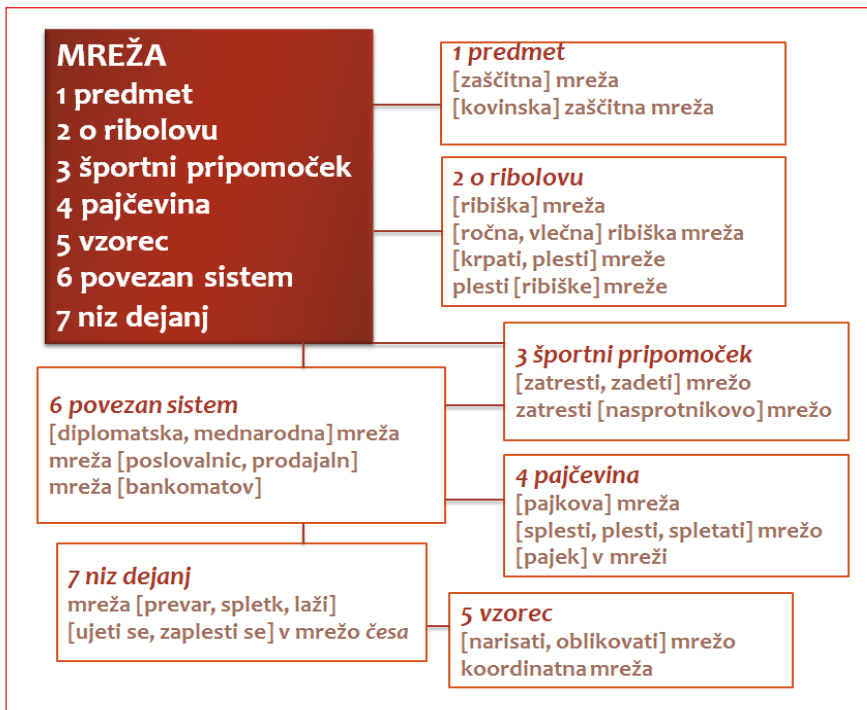 MREŽA
1 predmet
2 o ribolovu
3 športni pripomoček
4 pajčevina
5 vzorec
6 povezan sistem
7 niz dejanj
1 predmet
[zaščitna] mreža
[kovinska] zaščitna mreža
2 o ribolovu
[ribiška] mreža
[ročna, vlečna] ribiška mreža
[krpati, plesti] mreže
plesti [ribiške] mreže
3 športni pripomoček
[zatresti, zadeti] mrežo
zatresti [nasprotnikovo] mrežo
4 pajčevina
[pajkova] mreža
[splesti, plesti, spletati] mrežo
[pajek] v mreži
5 vzorec
[narisati, oblikovati] mrežo
koordinatna mreža
6 povezan sistem
[diplomatska, mednarodna] mreža
mreža [poslovalnic, prodajaln]
mreža [bankomatov]
7 niz dejanj
mreža [prevar, spletk, laži]
[ujeti se, zaplesti se] v mrežo česa